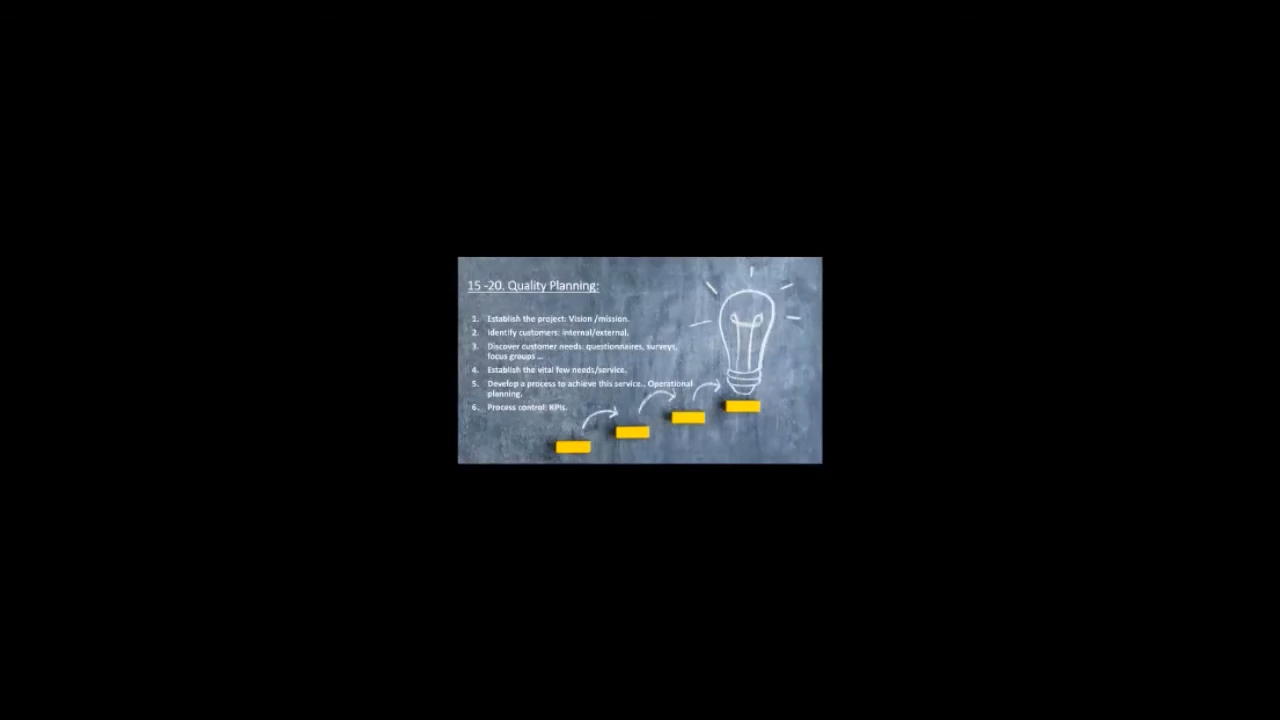 15 -20. Quality Planning:
1. Establish the project: Vision /mission.
2. Identify customers: internal/external.
3. Discover customer needs: questionnaires, surveys,
focus groups ...
4. Establish the vital few needs/service.
5. Develop a process to achieve this service.. Operational
planning.
6. Process control: KPIs.